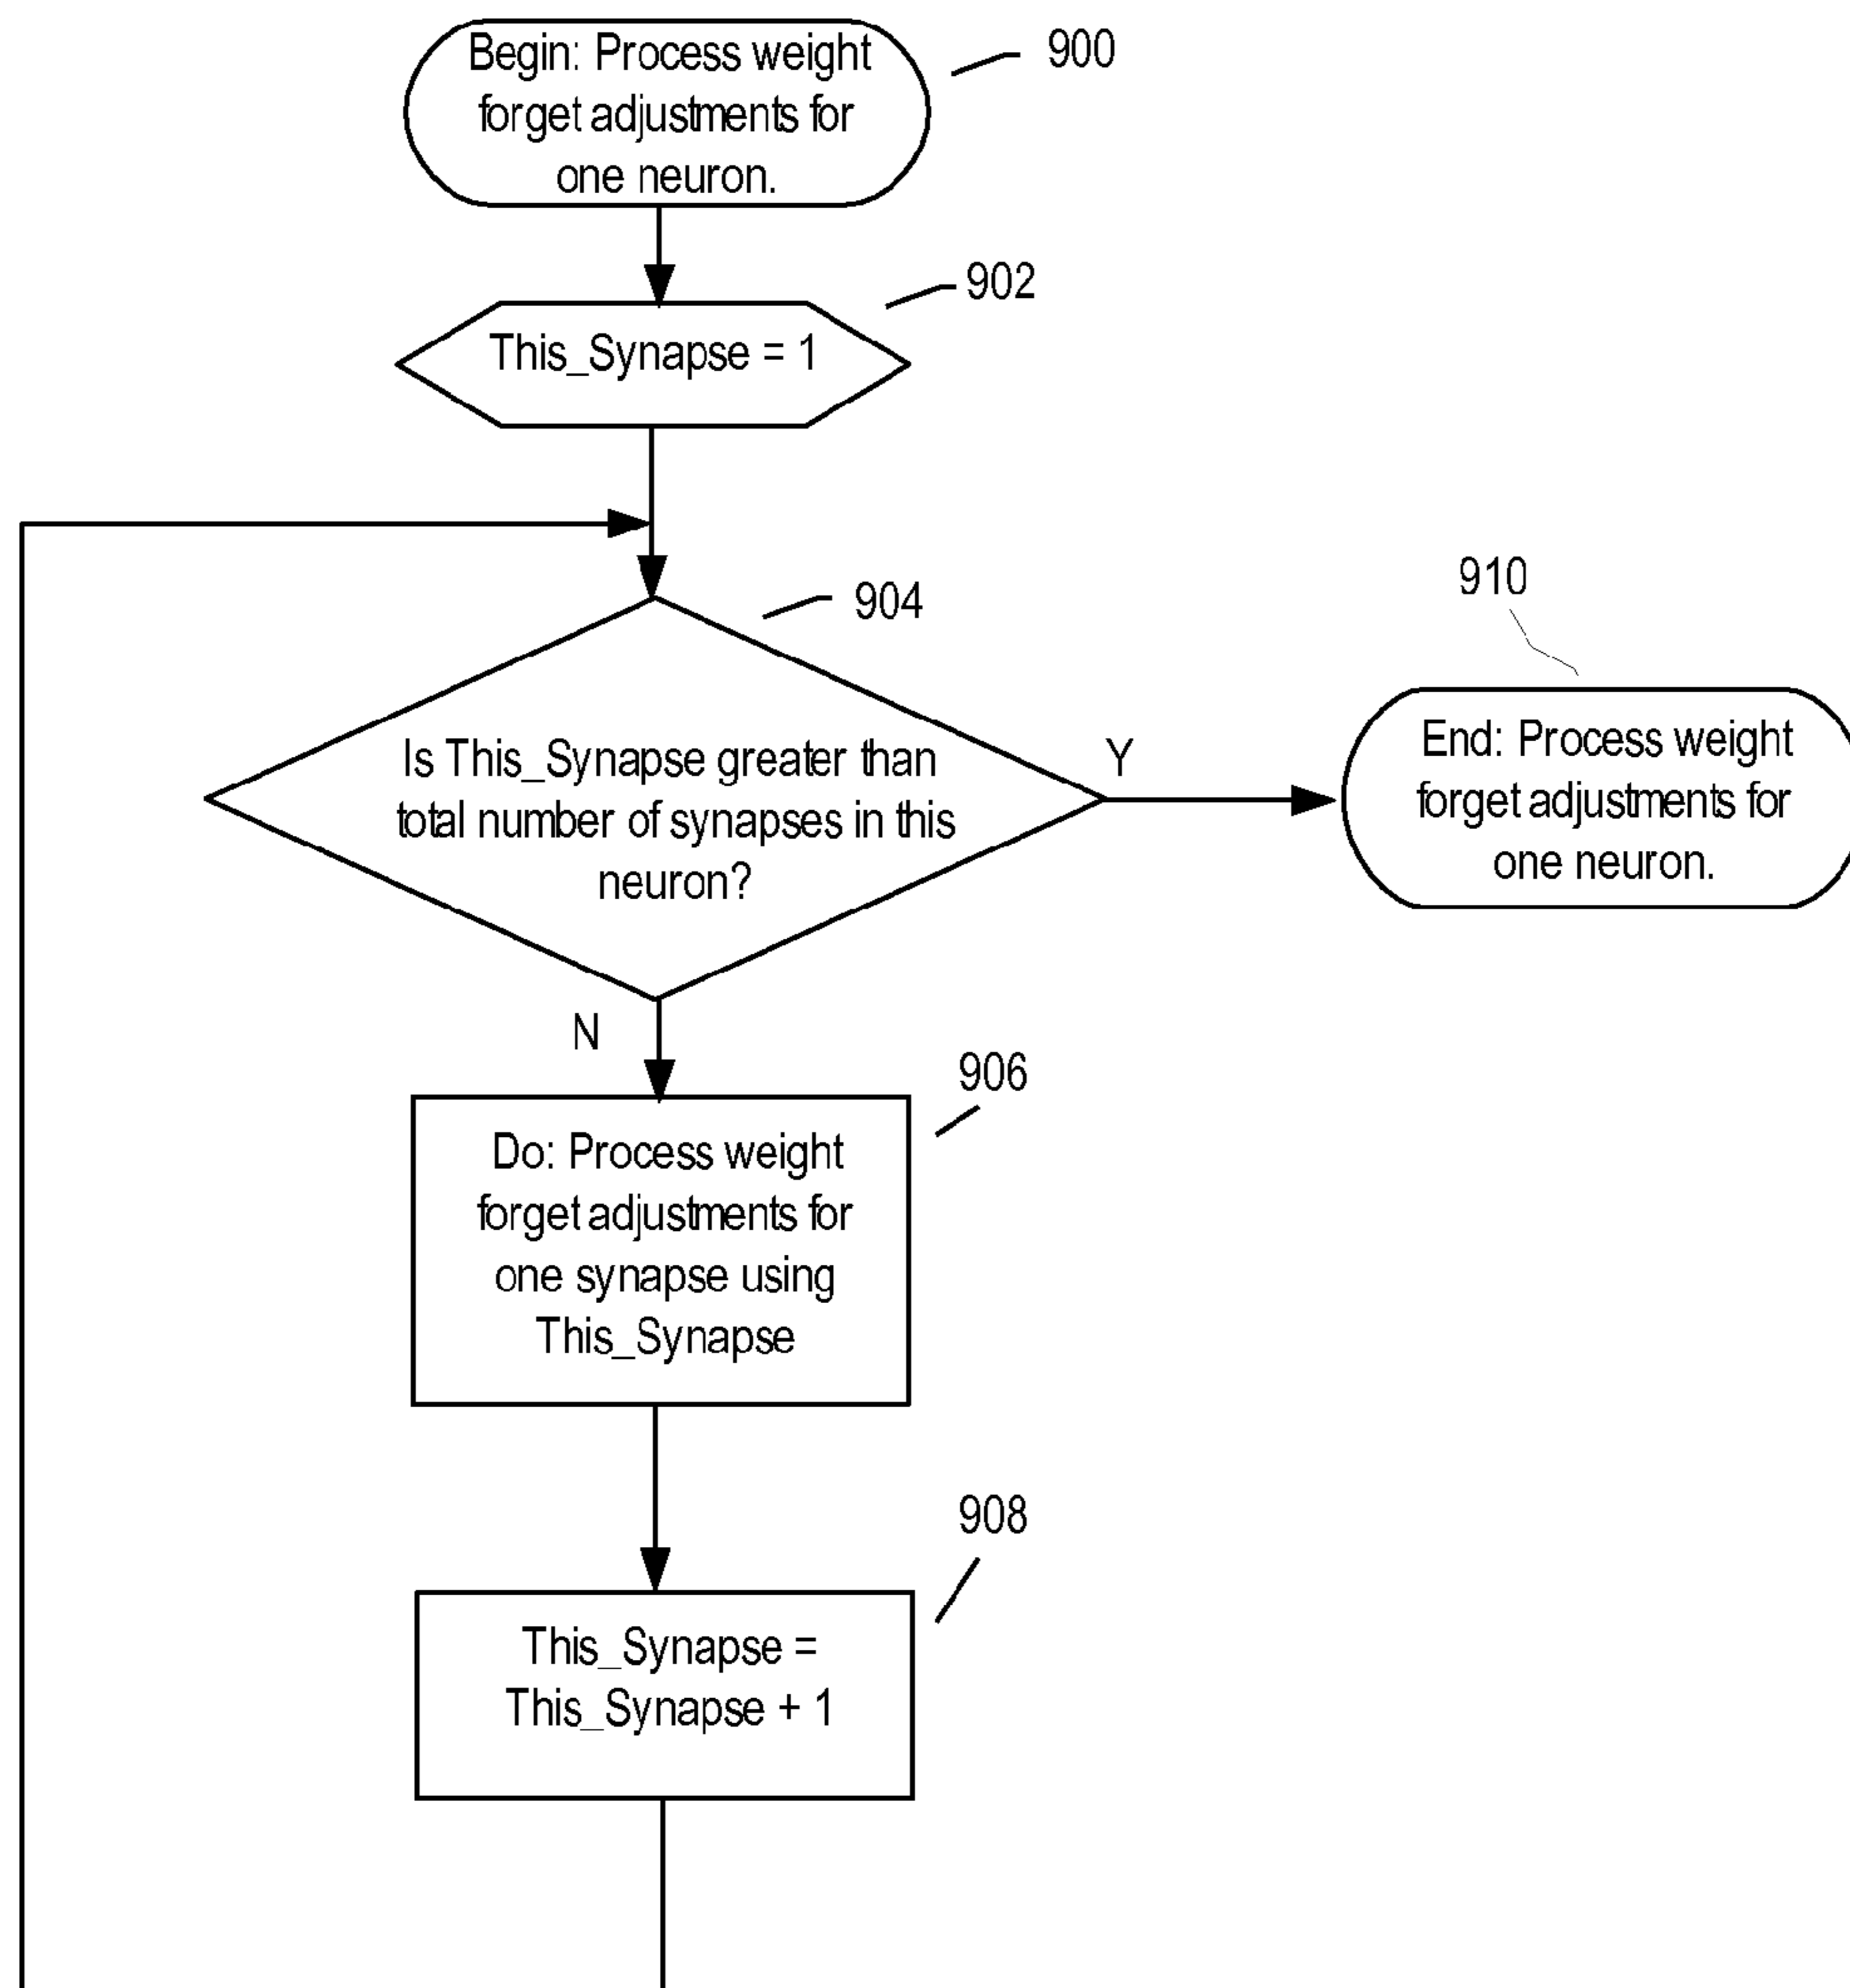 Begin: Process weight
forget adjustments for
one neuron.
900
This_Synapse = 1
902
904
Is This_Synapse greater than
total number of synapses in this
neuron?
Y
910
End: Process weight
forget adjustments for
one neuron.
N
906
Do: Process weight
forget adjustments for
one synapse using
This_Synapse
908
This_Synapse =
This_Synapse + 1